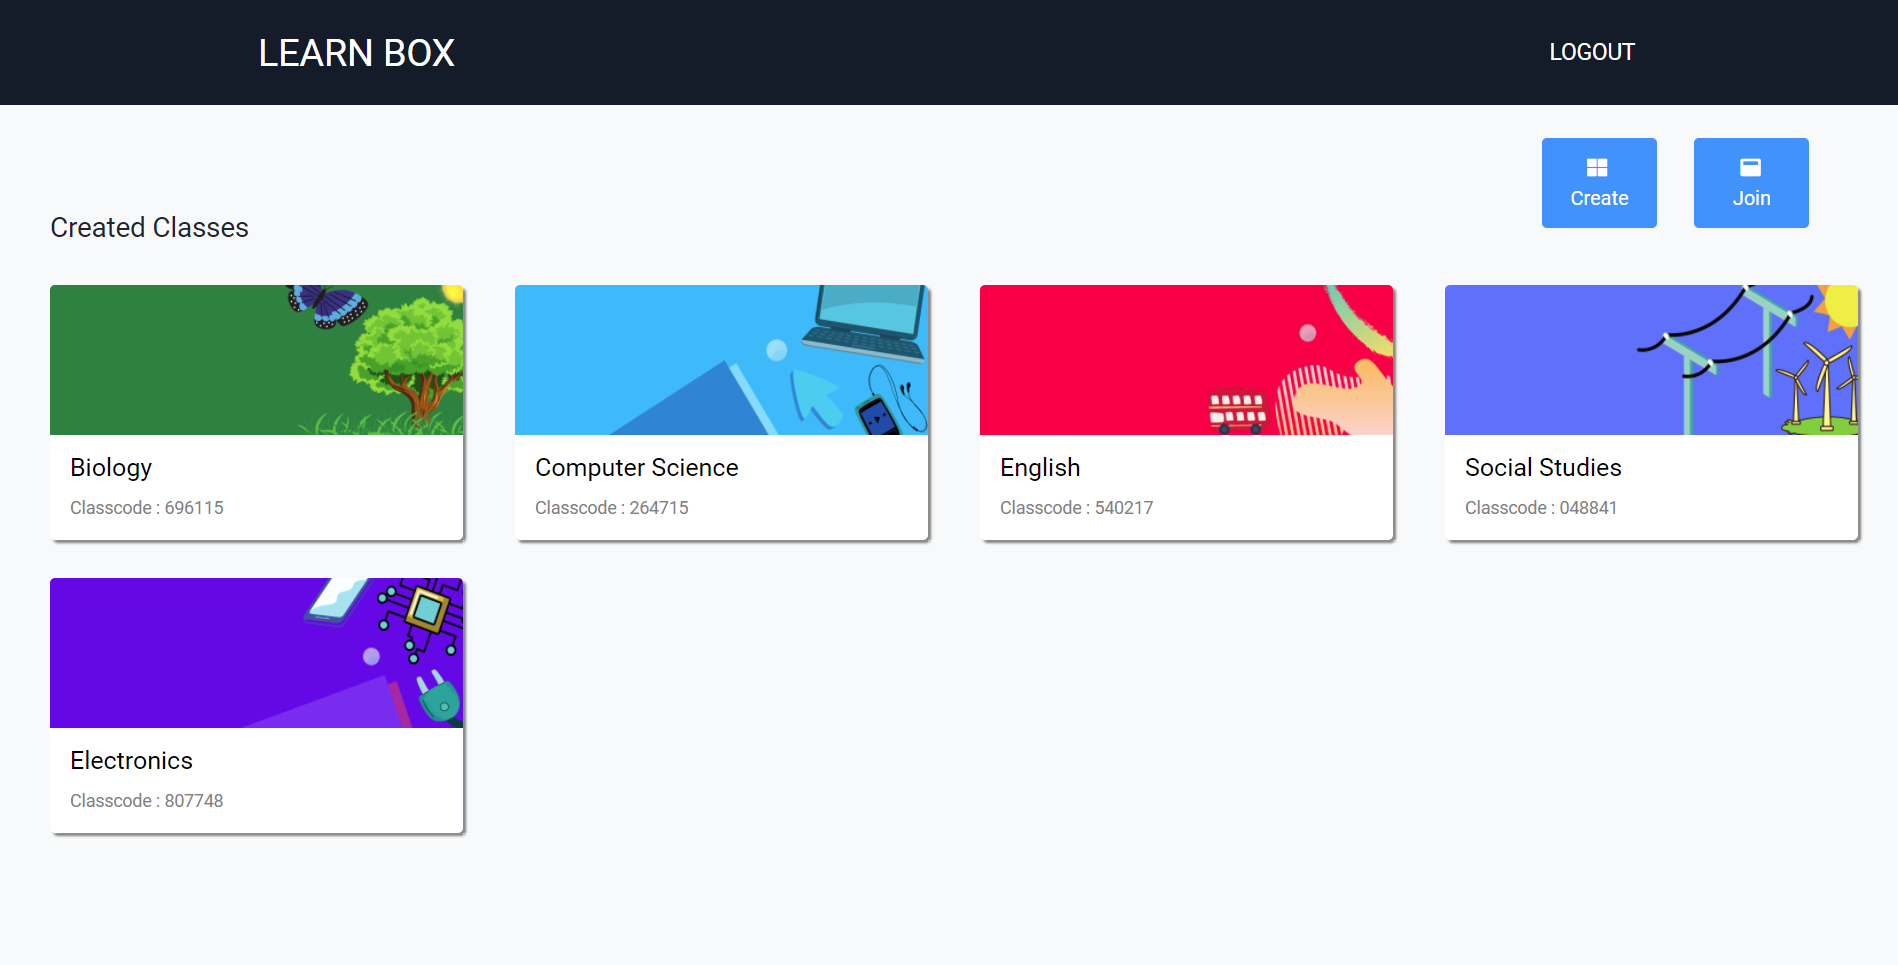 LEARN BOX
LOGOUT
Create
Join
Created Classes
Biology
Classcode : 696115
Computer Science
Classcode : 264715
English
Classcode : 540217
Social Studies
Classcode : 048841
Electronics
Classcode : 807748